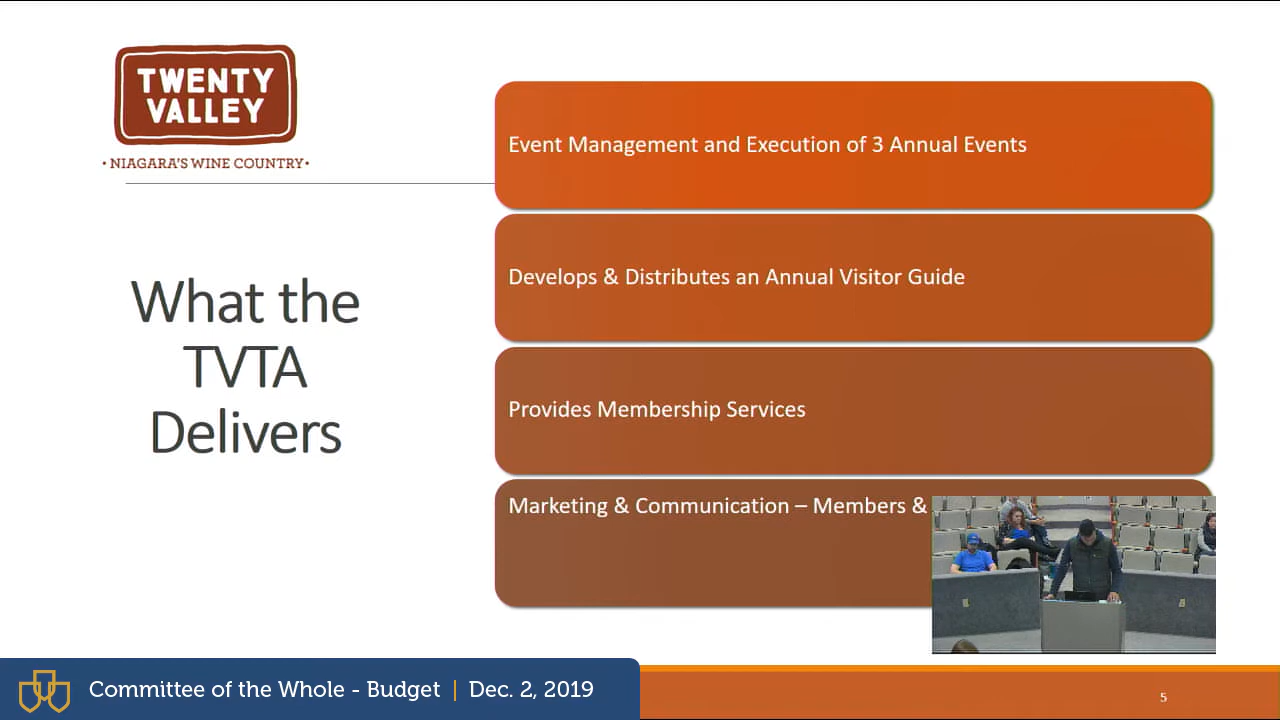 TWENTY
VALLEY
• NIAGARA'S WINE COUNTRY •
What the
TVTA
Delivers
Event Management and Execution of 3 Annual Events
Develops & Distributes an Annual Visitor Guide
Provides Membership Services
Marketing & Communication – Members &
Committee of the Whole - Budget | Dec. 2, 2019
5